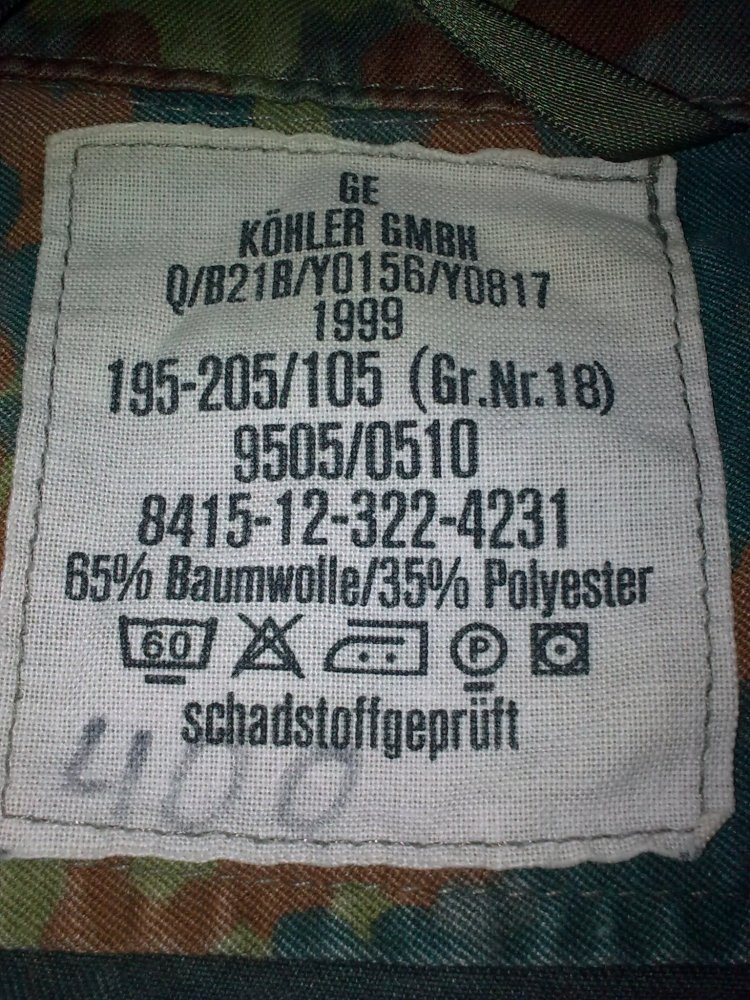 GE
KÖHLER GMBH
Q/B21B/Y0156/Y0817
1999
195-205/105 (Gr.Nr.18)
9505/0510
8415-12-322-4231
65% Baumwolle/35% Polyester
60 P
schadstoffgeprüft
400